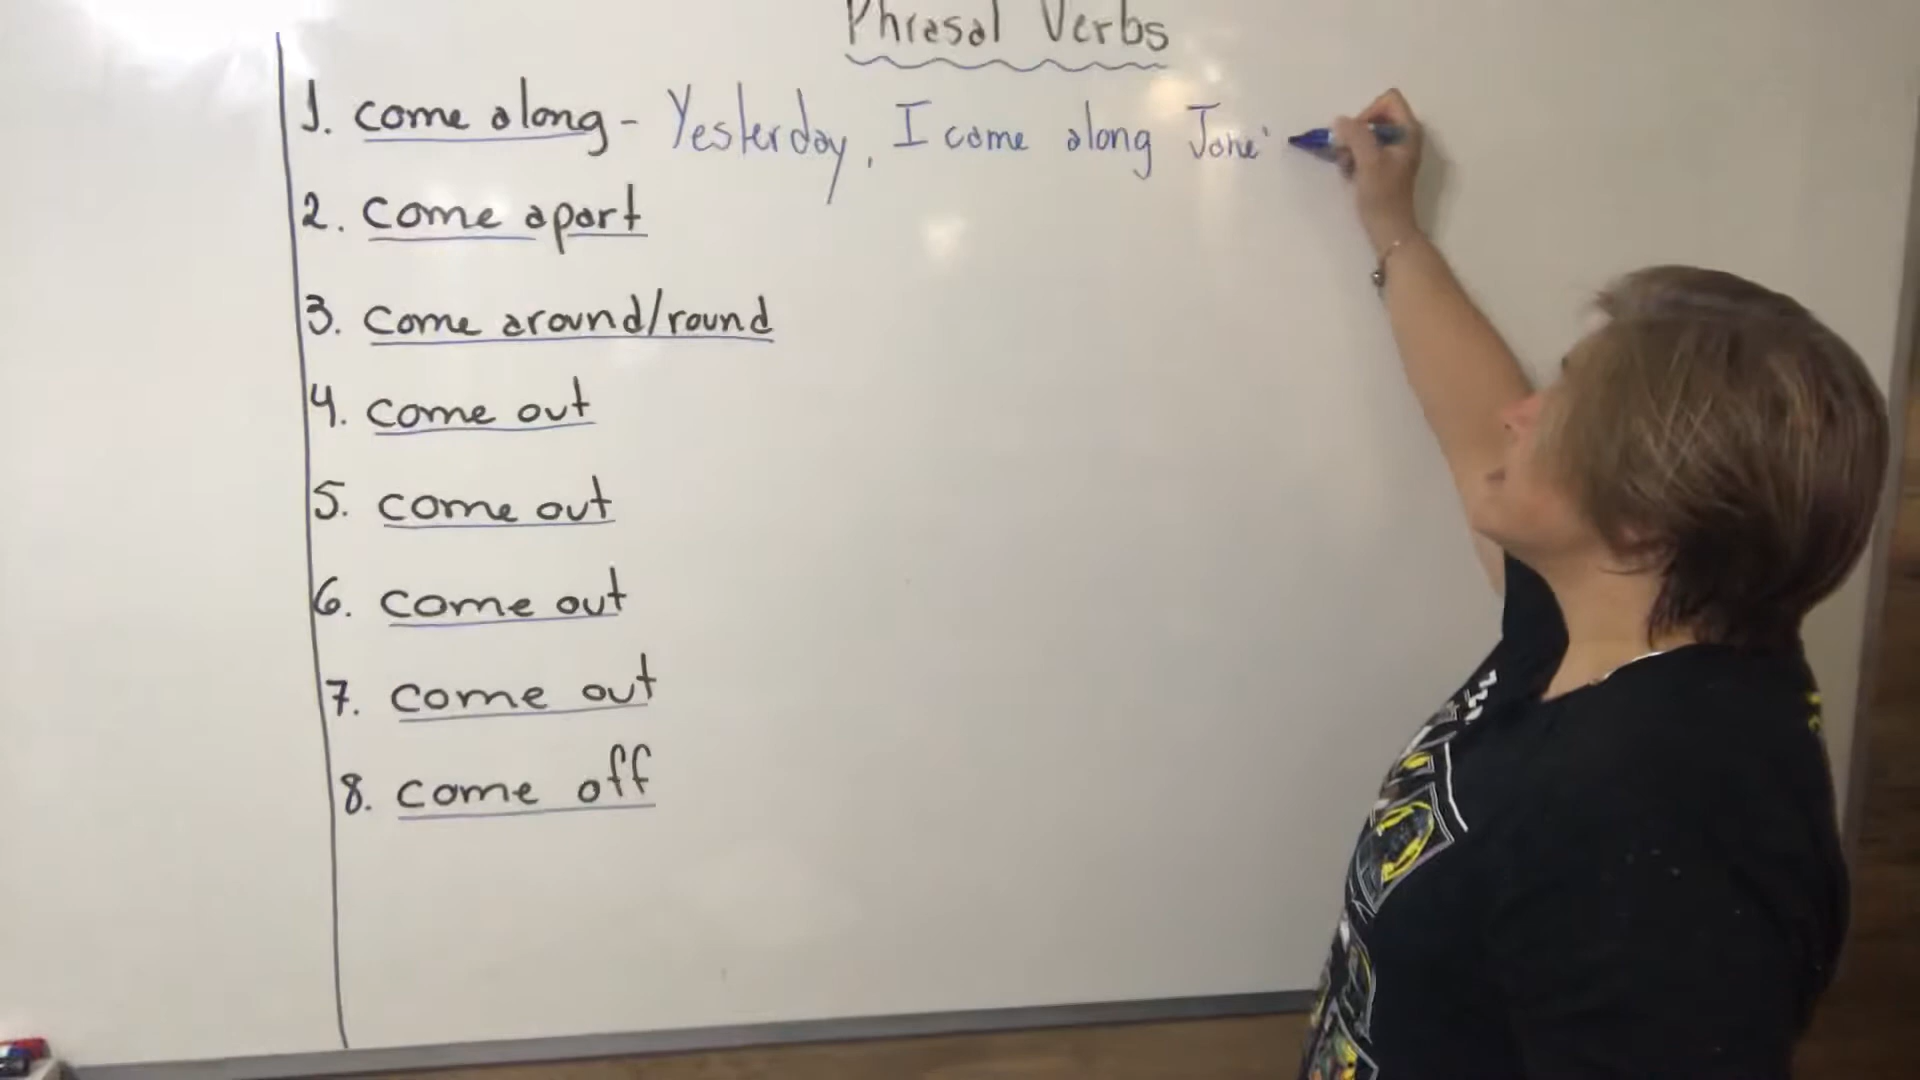 Phrasal Verbs
1. come along - Yesterday, I come along Jane'
2. come apart
3. come around/round
4. come out
5. come out
6. come out
7. come out
8. come off